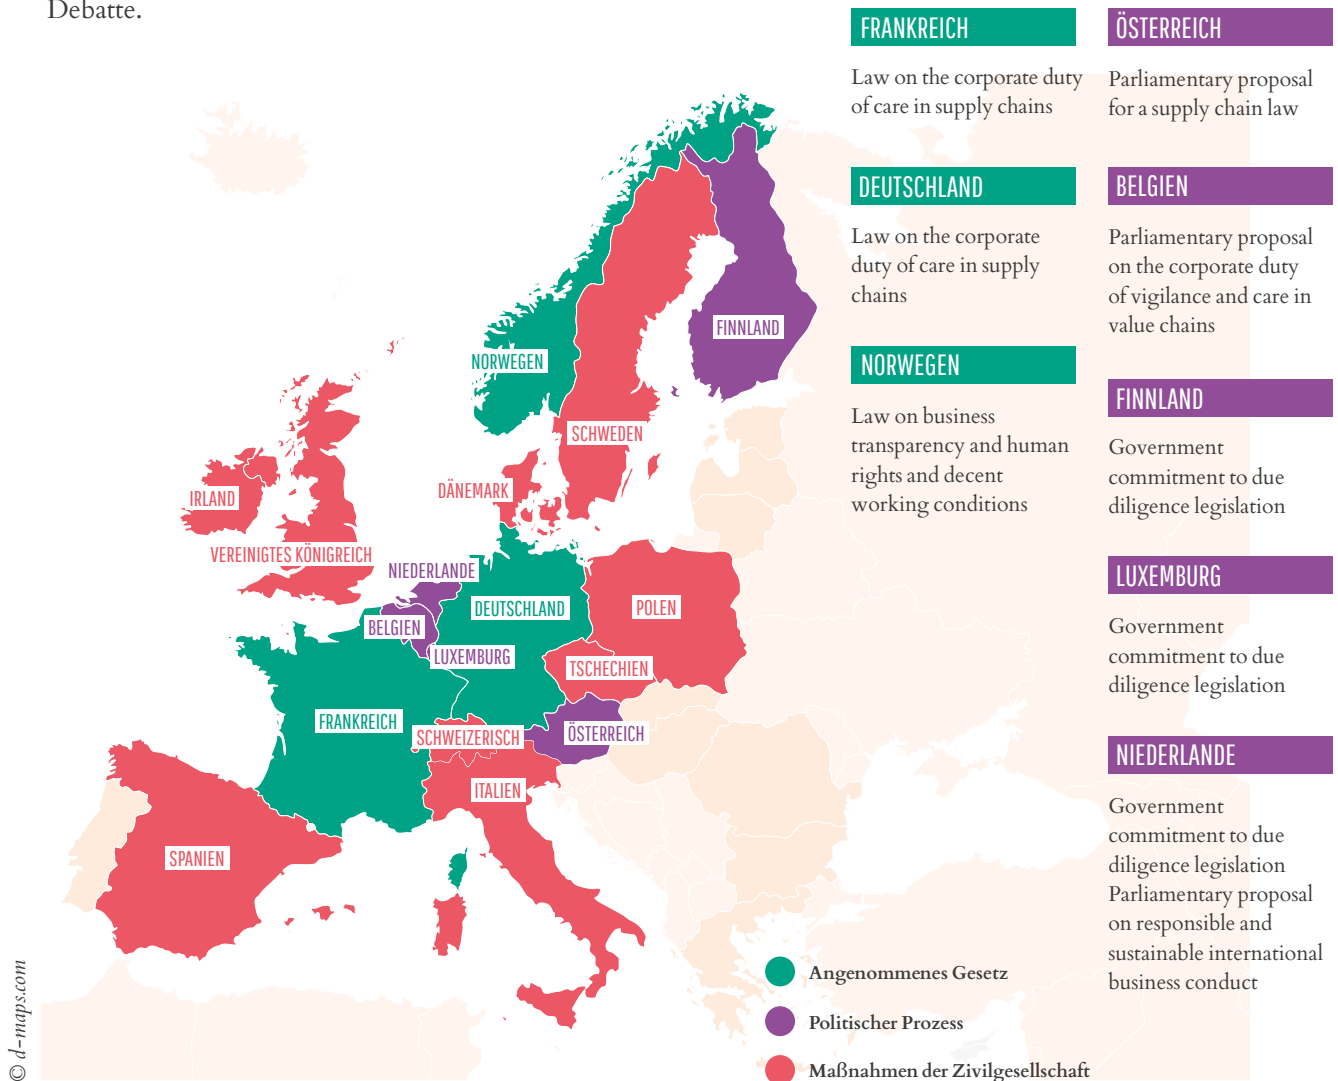 Debatte.
FRANKREICH
Law on the corporate duty
of care in supply chains
DEUTSCHLAND
Law on the corporate
duty of care in supply
chains
NORWEGEN
Law on business
transparency and human
rights and decent
working conditions
ÖSTERREICH
Parliamentary proposal
for a supply chain law
BELGIEN
Parliamentary proposal
on the corporate duty
of vigilance and care in
value chains
FINNLAND
Government
commitment to due
diligence legislation
LUXEMBURG
Government
commitment to due
diligence legislation
NIEDERLANDE
Government
commitment to due
diligence legislation
Parliamentary proposal
on responsible and
sustainable international
business conduct
FINNLAND
NORWEGEN
SCHWEDEN
DÄNEMARK
IRLAND
VEREINIGTES KÖNIGREICH
NIEDERLANDE
DEUTSCHLAND
POLEN
BELGIEN
LUXEMBURG
TSCHECHIEN
FRANKREICH
SCHWEIZERISCH
ÖSTERREICH
ITALIEN
SPANIEN
Angenommenes Gesetz
Politischer Prozess
Maßnahmen der Zivilgesellschaft
© d-maps.com